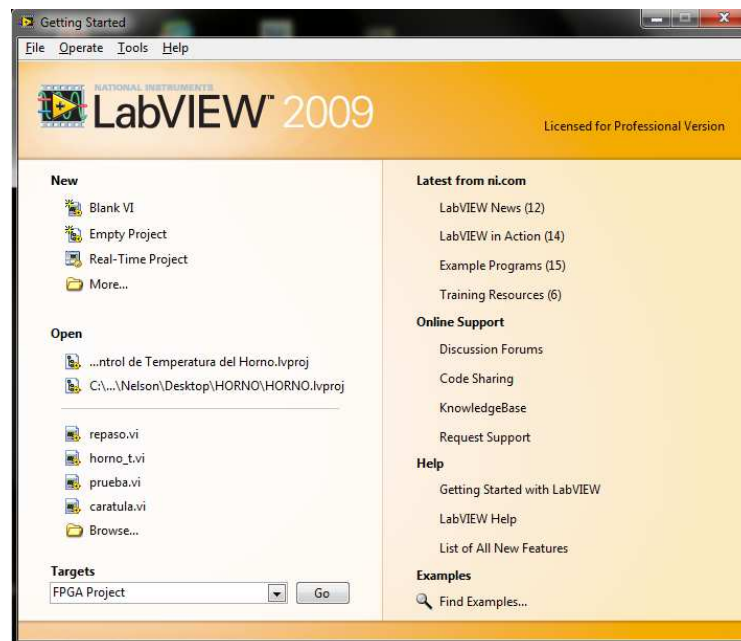 Getting Started
File Operate Tools Help
NATIONAL INSTRUMENTS
LabVIEW™ 2009
Licensed for Professional Version
New
Blank VI
Empty Project
Real-Time Project
More...
Open
...ntrol de Temperatura del Horno.lvproj
C:\...\Nelson\Desktop\HORNO\HORNO.lvproj
repaso.vi
horno_t.vi
prueba.vi
caratula.vi
Browse...
Targets
FPGA Project
Go
Latest from ni.com
LabVIEW News (12)
LabVIEW in Action (14)
Example Programs (15)
Training Resources (6)
Online Support
Discussion Forums
Code Sharing
KnowledgeBase
Request Support
Help
Getting Started with LabVIEW
LabVIEW Help
List of All New Features
Examples
Find Examples...